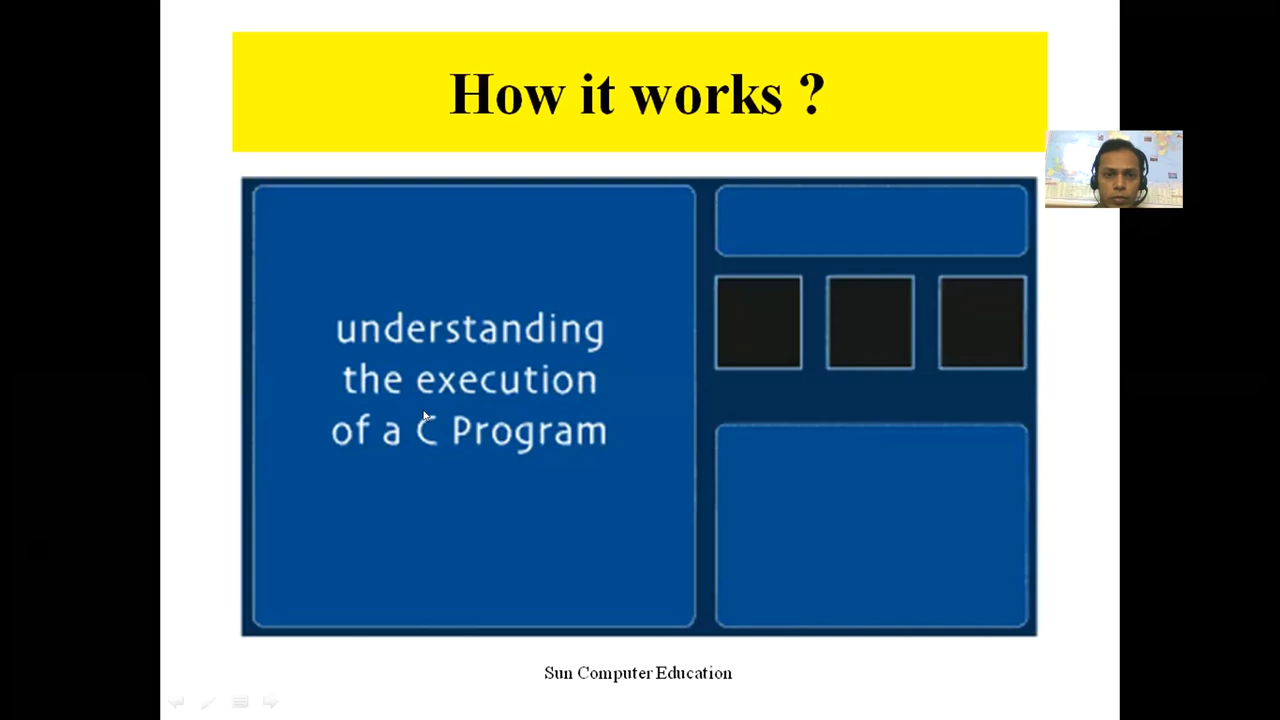 How it works ?
understanding
the execution
of a C Program
Sun Computer Education